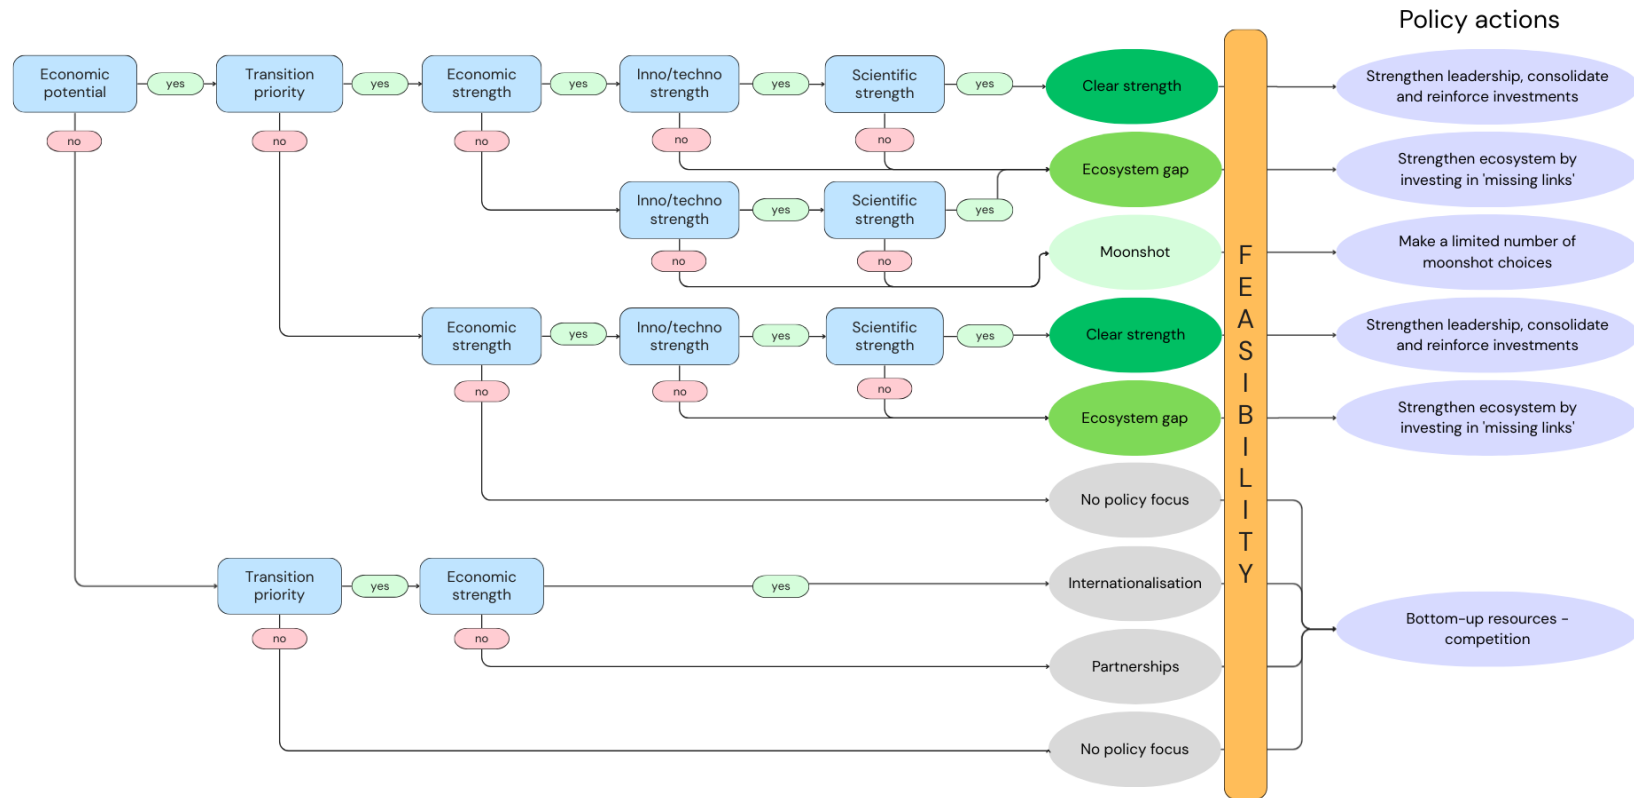 Policy actions
Economic
potential
yes
Transition
priority
yes
Economic
strength
yes
Inno/techno
strength
yes
Scientific
strength
yes
Clear strength
Strengthen leadership, consolidate
and reinforce investments
no
no
no
no
no
Ecosystem gap
Strengthen ecosystem by
investing in 'missing links'
Inno/techno
strength
yes
Scientific
strength
yes
no
no
Moonshot
Make a limited number of
moonshot choices
FEASIBILITY
Economic
strength
yes
Inno/techno
strength
yes
Scientific
strength
yes
Clear strength
Strengthen leadership, consolidate
and reinforce investments
no
no
no
Ecosystem gap
Strengthen ecosystem by
investing in 'missing links'
No policy focus
Transition
priority
yes
Economic
strength
yes
Internationalisation
no
no
Partnerships
Bottom-up resources -
competition
No policy focus